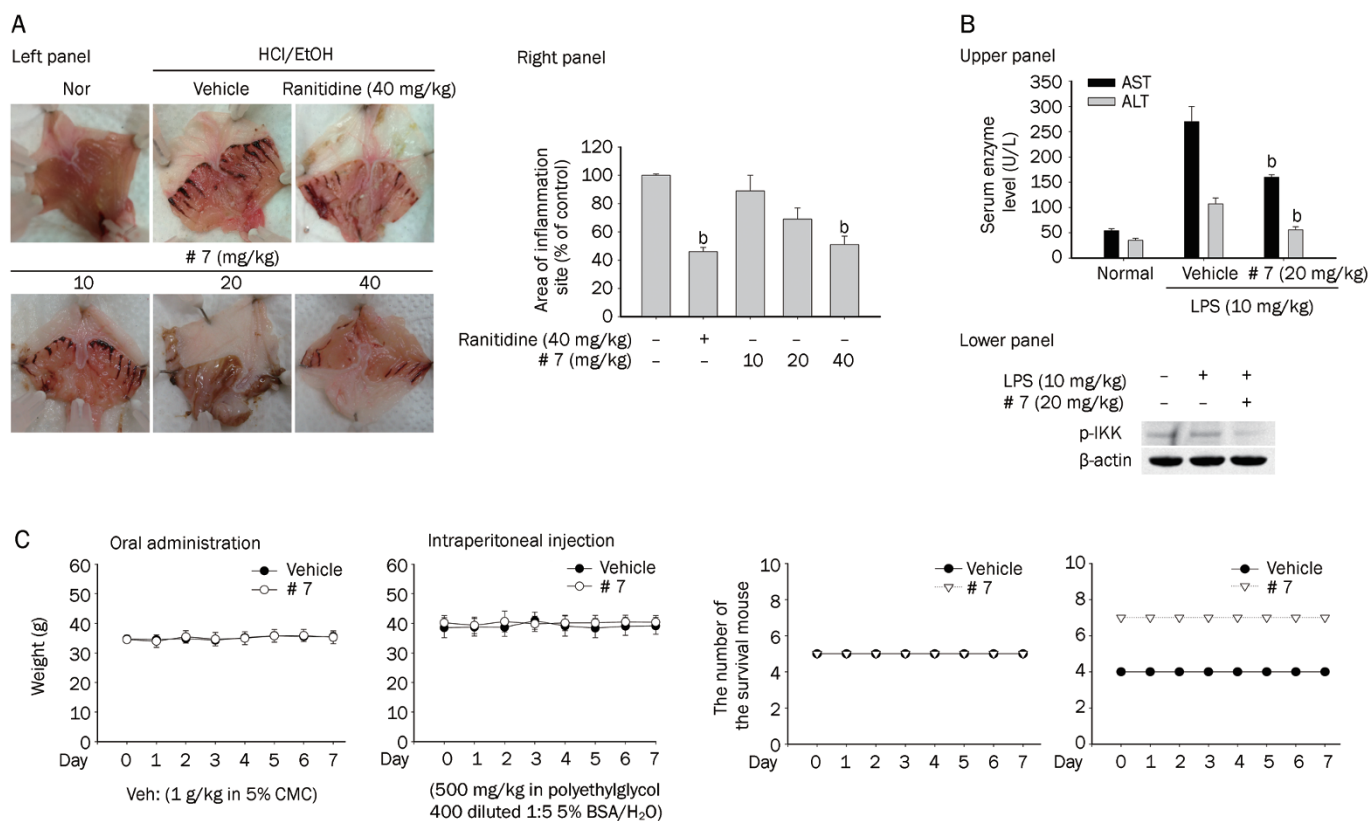 A
Left panel
HCl/EtOH
Nor Vehicle Ranitidine (40 mg/kg)
# 7 (mg/kg)
10 20 40
Right panel
Area of inflammation
site (% of control)
120
100
80
60
40
20
0
b
b
Ranitidine (40 mg/kg) – + – – –
# 7 (mg/kg) – – 10 20 40
B
Upper panel
Serum enzyme
level (U/L)
350
300
250
200
150
100
50
0
AST
ALT
b
b
Normal Vehicle # 7 (20 mg/kg)
LPS (10 mg/kg)
Lower panel
LPS (10 mg/kg) – + +
# 7 (20 mg/kg) – – +
p-IKK
β-actin
C
Oral administration
Weight (g)
60
50
40
30
20
10
0
Vehicle
# 7
Day 0 1 2 3 4 5 6 7
Veh: (1 g/kg in 5% CMC)
Intraperitoneal injection
60
50
40
30
20
10
0
Vehicle
# 7
Day 0 1 2 3 4 5 6 7
(500 mg/kg in polyethylglycol
400 diluted 1:5 5% BSA/H₂O)
The number of
the survival mouse
10
8
6
4
2
0
Vehicle
# 7
Day 0 1 2 3 4 5 6 7
10
8
6
4
2
0
Vehicle
# 7
Day 0 1 2 3 4 5 6 7